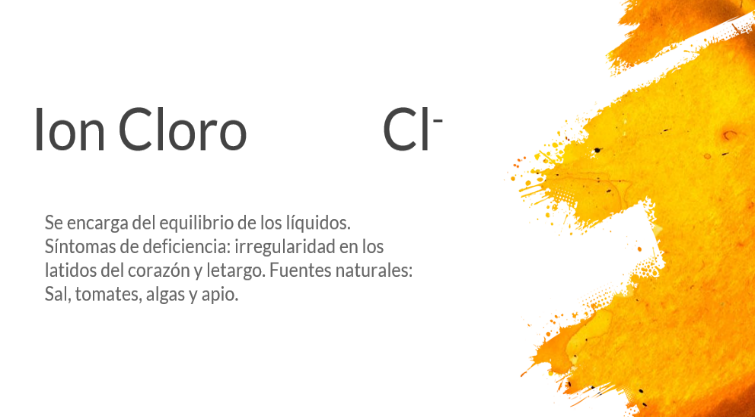 Ion Cloro Cl⁻
Se encarga del equilibrio de los líquidos.
Síntomas de deficiencia: irregularidad en los
latidos del corazón y letargo. Fuentes naturales:
Sal, tomates, algas y apio.